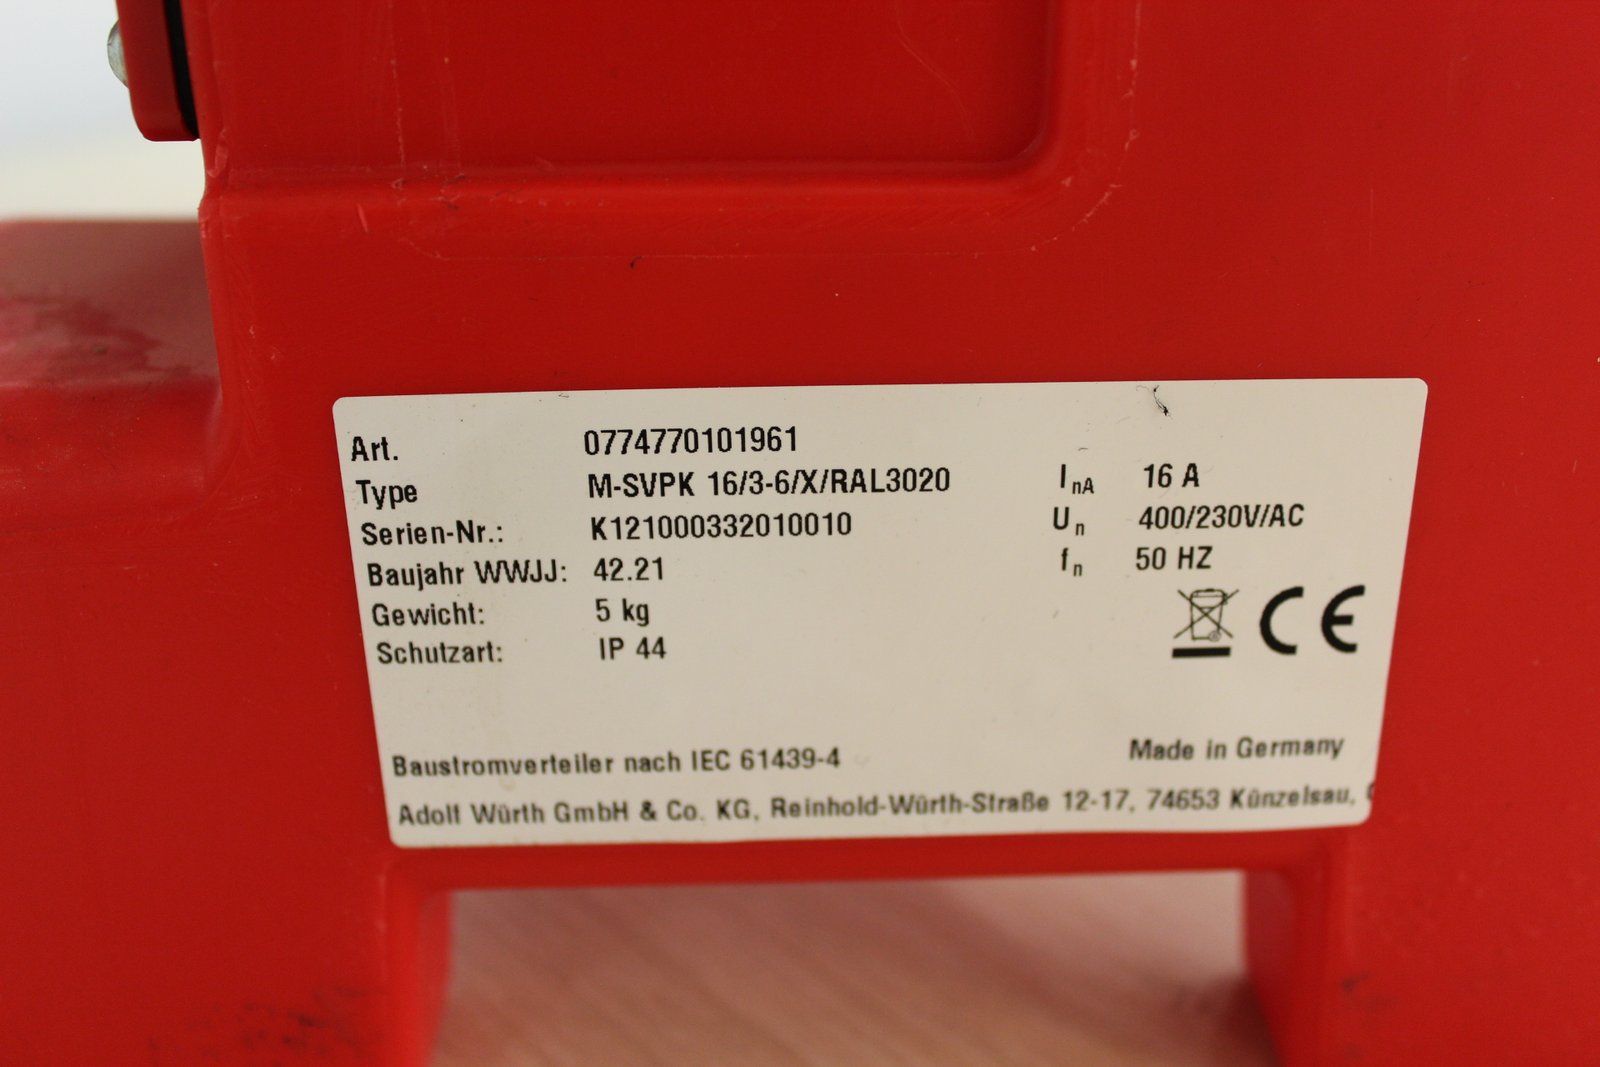 Art. 0774770101961
Type M-SVPK 16/3-6/X/RAL3020
Serien-Nr.: K121000332010010
Baujahr WWJJ: 42.21
Gewicht: 5 kg
Schutzart: IP 44
InA 16 A
Un 400/230V/AC
fn 50 HZ
CE
Baustromverteiler nach IEC 61439-4
Made in Germany
Adolf Würth GmbH & Co. KG, Reinhold-Würth-Straße 12-17, 74653 Künzelsau,